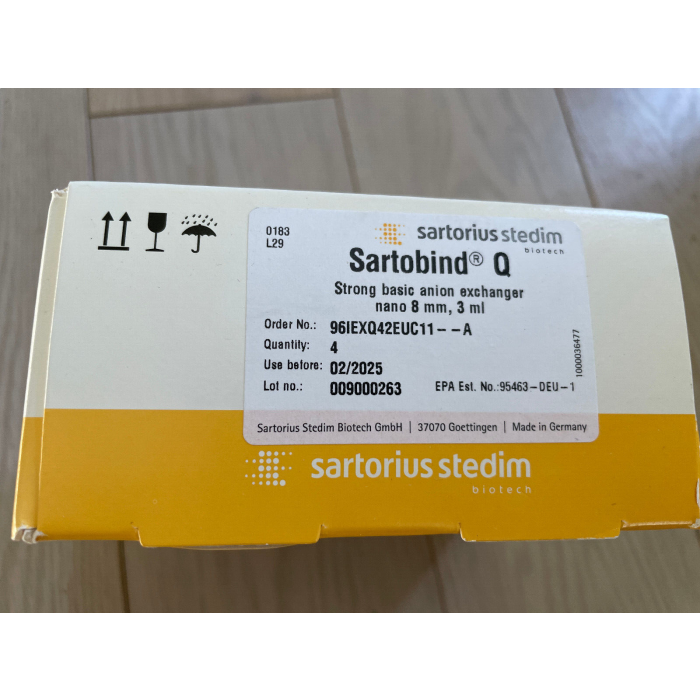 0183
L29
sartorius stedim
biotech
Sartobind® Q
Strong basic anion exchanger
nano 8 mm, 3 ml
Order No.: 96IEXQ42EUC11--A
Quantity: 4
Use before: 02/2025
Lot no.: 009000263
EPA Est. No.:95463-DEU-1
1000036477
Sartorius Stedim Biotech GmbH | 37070 Goettingen | Made in Germany
sartorius stedim
biotech